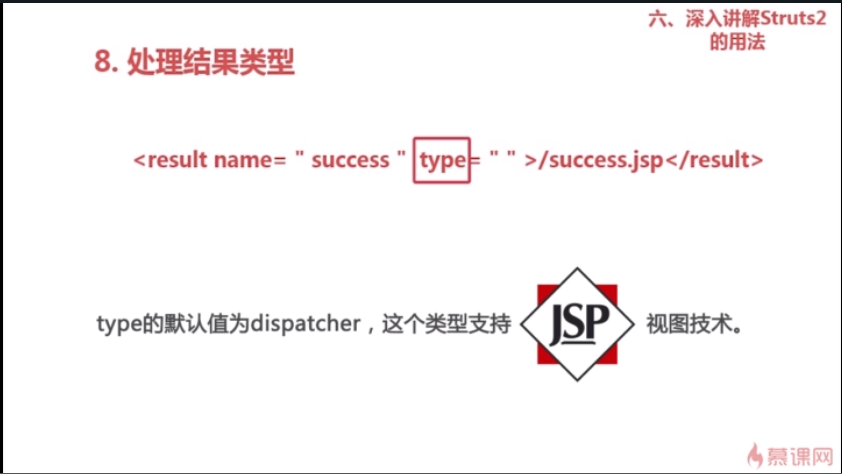 六、深入讲解Struts2
的用法
8. 处理结果类型
<result name= " success " type= " " >/success.jsp</result>
type的默认值为dispatcher，这个类型支持 JSP 视图技术。
慕课网